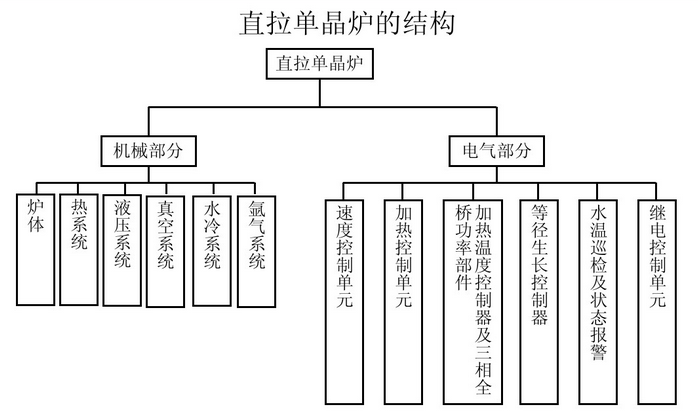 直拉单晶炉的结构
直拉单晶炉
机械部分
电气部分
炉体
热系统
液压系统
真空系统
水冷系统
氩气系统
速度控制单元
加热控制单元
加热温度控制器及三相全
桥功率部件
等径生长控制器
水温巡检及状态报警
继电控制单元